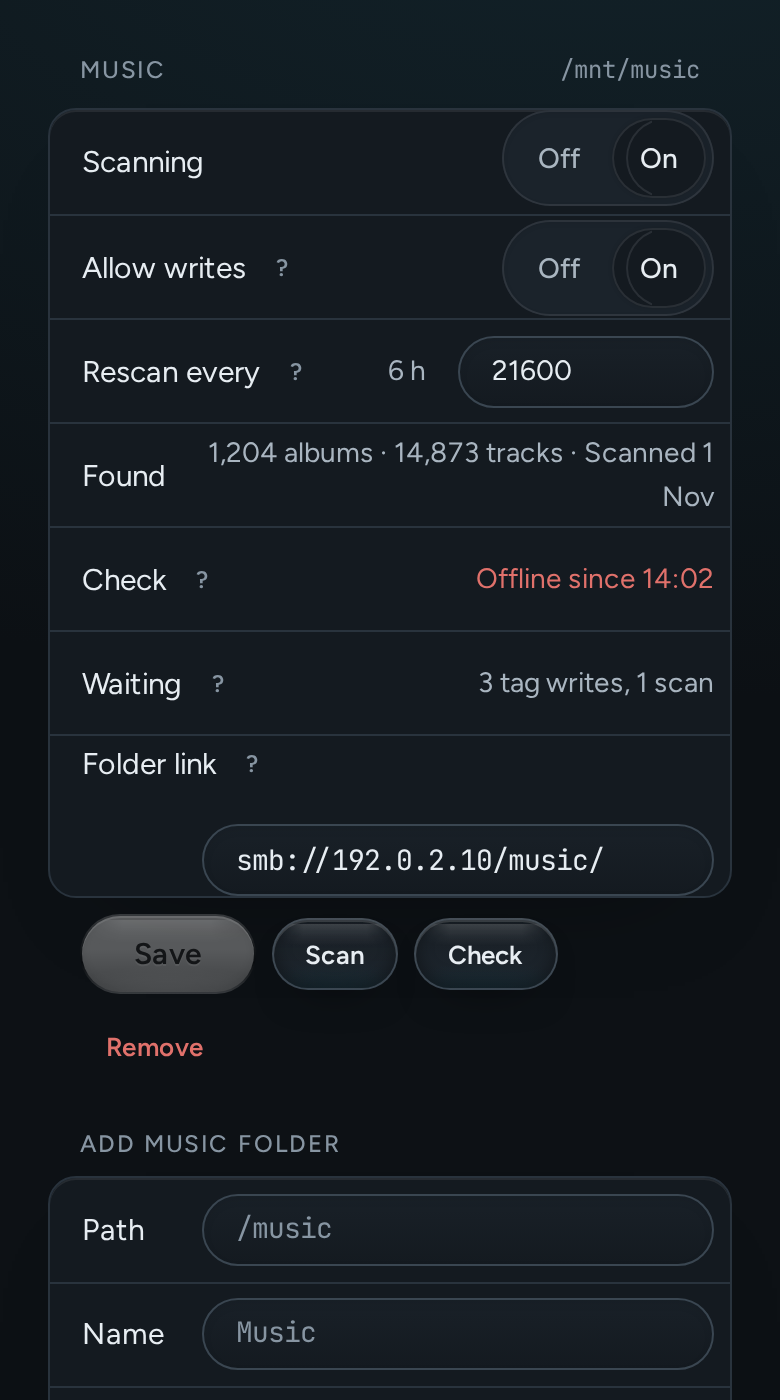 MUSIC /mnt/music
Scanning Off On
Allow writes ? Off On
Rescan every ? 6 h 21600
Found 1,204 albums · 14,873 tracks · Scanned 1
Nov
Check ? Offline since 14:02
Waiting ? 3 tag writes, 1 scan
Folder link ?
smb://192.0.2.10/music/
Save Scan Check
Remove
ADD MUSIC FOLDER
Path /music
Name Music